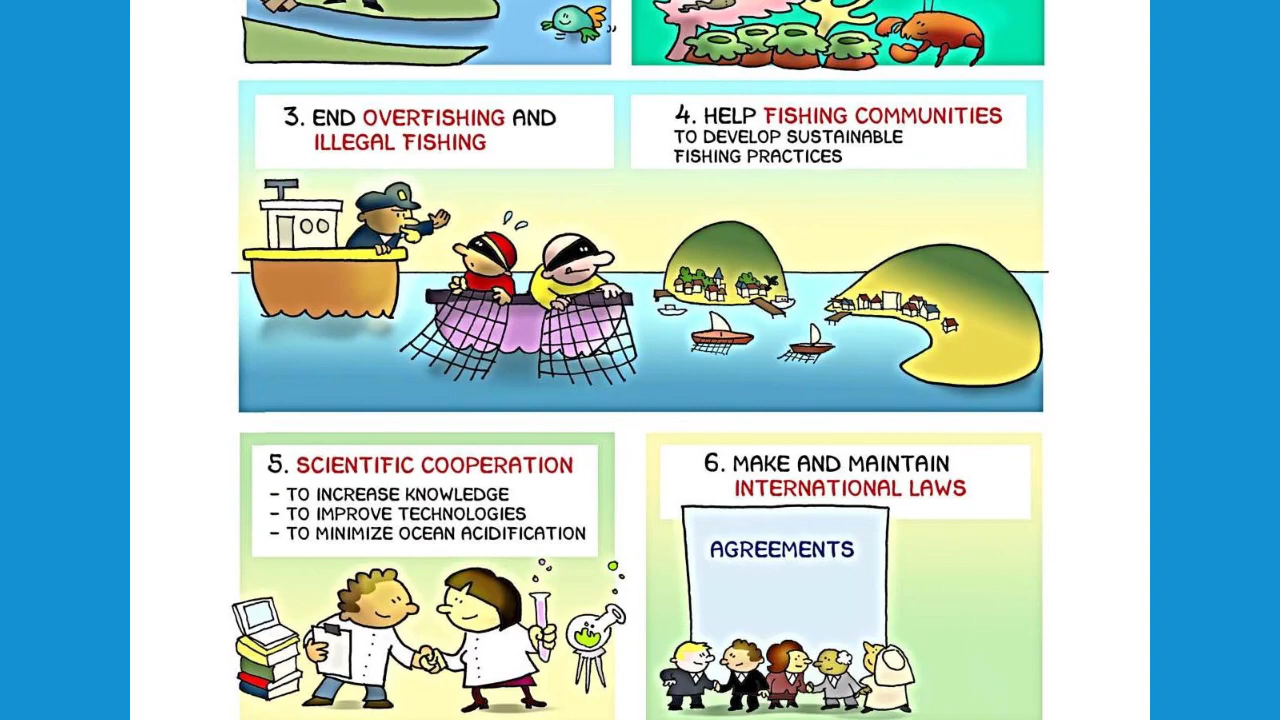 3. END OVERFISHING AND
ILLEGAL FISHING
4. HELP FISHING COMMUNITIES
TO DEVELOP SUSTAINABLE
FISHING PRACTICES
5. SCIENTIFIC COOPERATION
- TO INCREASE KNOWLEDGE
- TO IMPROVE TECHNOLOGIES
- TO MINIMIZE OCEAN ACIDIFICATION
6. MAKE AND MAINTAIN
INTERNATIONAL LAWS
AGREEMENTS